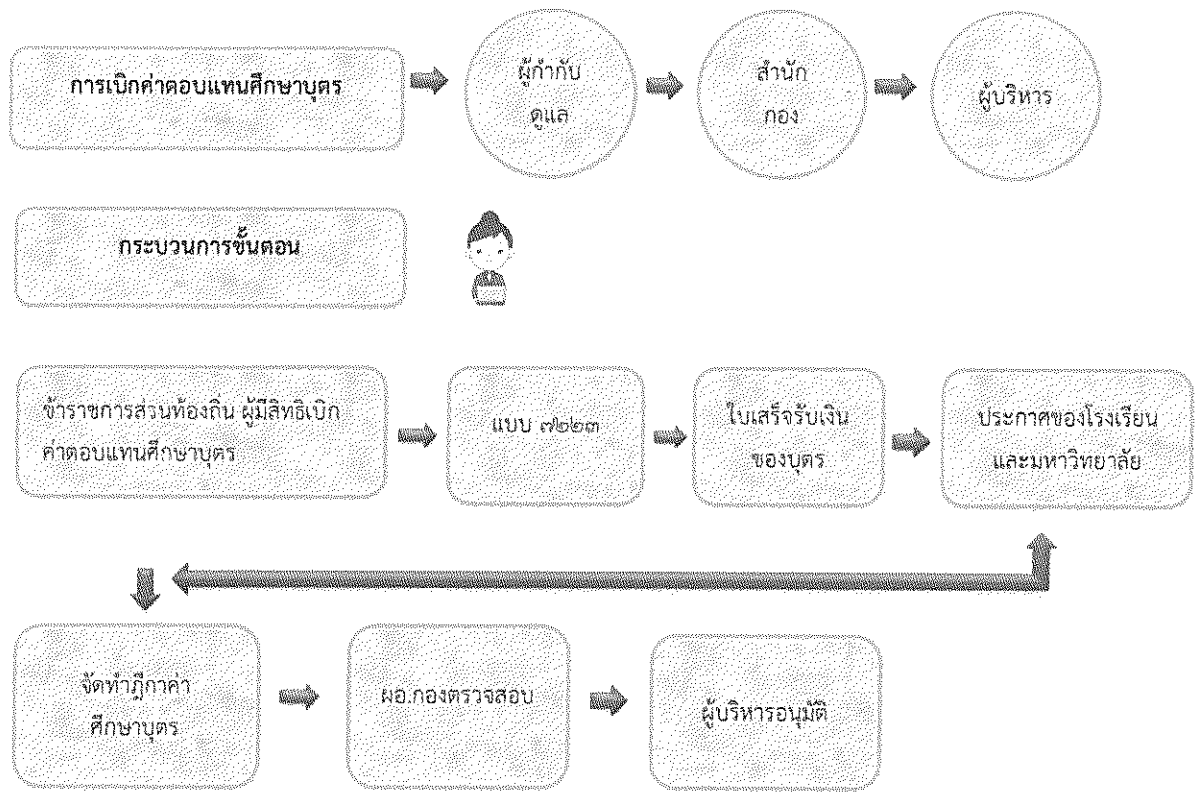 การเบิกค่าตอบแทนศึกษาบุตร
ผู้กำกับ
ดูแล
สำนัก
กอง
ผู้บริหาร
กระบวนการขั้นตอน
ข้าราชการส่วนท้องถิ่น ผู้มีสิทธิเบิก
ค่าตอบแทนศึกษาบุตร
แบบ ๗๒๒๓
ใบเสร็จรับเงิน
ของบุตร
ประกาศของโรงเรียน
และมหาวิทยาลัย
จัดทำฎีกาค่า
ศึกษาบุตร
ผอ.กองตรวจสอบ
ผู้บริหารอนุมัติ